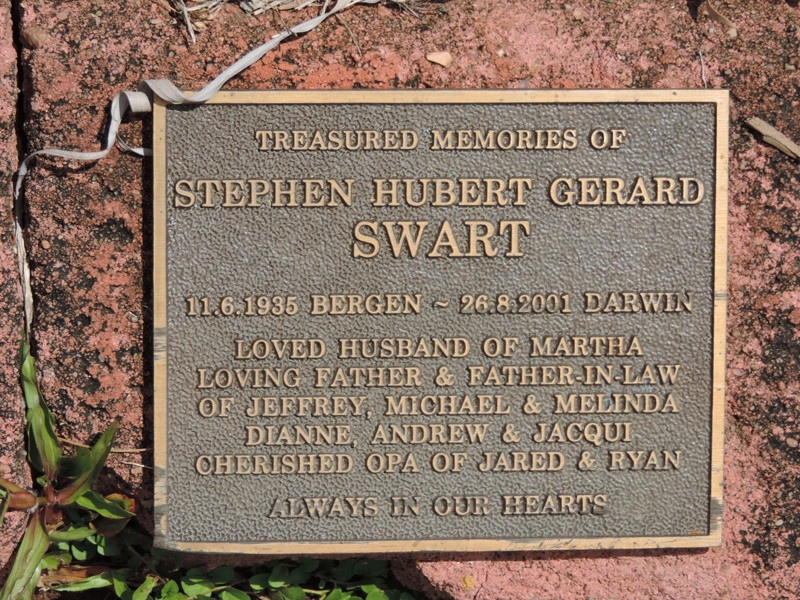 TREASURED MEMORIES OF
STEPHEN HUBERT GERARD
SWART
11.6.1935 BERGEN ~ 26.8.2001 DARWIN
LOVED HUSBAND OF MARTHA
LOVING FATHER & FATHER-IN-LAW
OF JEFFREY, MICHAEL & MELINDA
DIANNE, ANDREW & JACQUI
CHERISHED OPA OF JARED & RYAN
ALWAYS IN OUR HEARTS